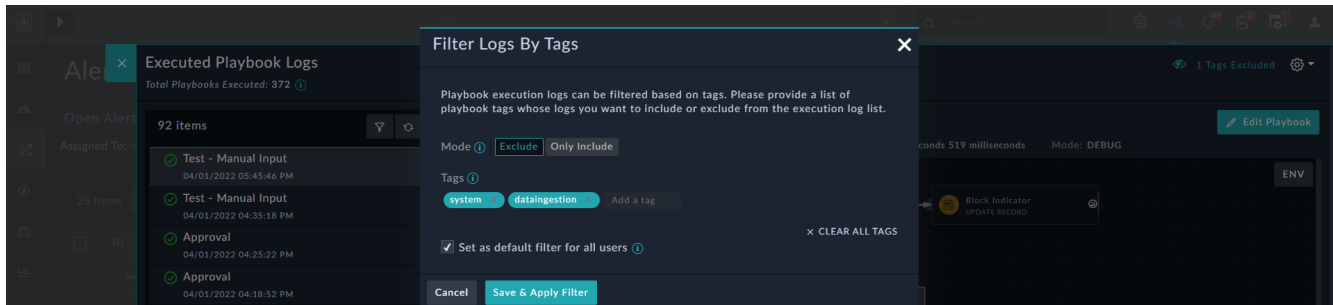 Search
Filter Logs By Tags
Executed Playbook Logs
Total Playbooks Executed: 372
1 Tags Excluded
Ale
Playbook execution logs can be filtered based on tags. Please provide a list of
playbook tags whose logs you want to include or exclude from the execution log list.
Open Alert
92 items
Edit Playbook
Assigned To:
Mode Exclude Only Include
conds 519 milliseconds Mode: DEBUG
Test - Manual Input
04/01/2022 05:45:46 PM
Tags
ENV
25 Items
Test - Manual Input
04/01/2022 04:35:18 PM
system dataingestion Add a tag
Block Indicator
UPDATE RECORD
Approval
04/01/2022 04:25:22 PM
CLEAR ALL TAGS
ID
Set as default filter for all users
Approval
04/01/2022 04:18:52 PM
Se
Cancel Save & Apply Filter